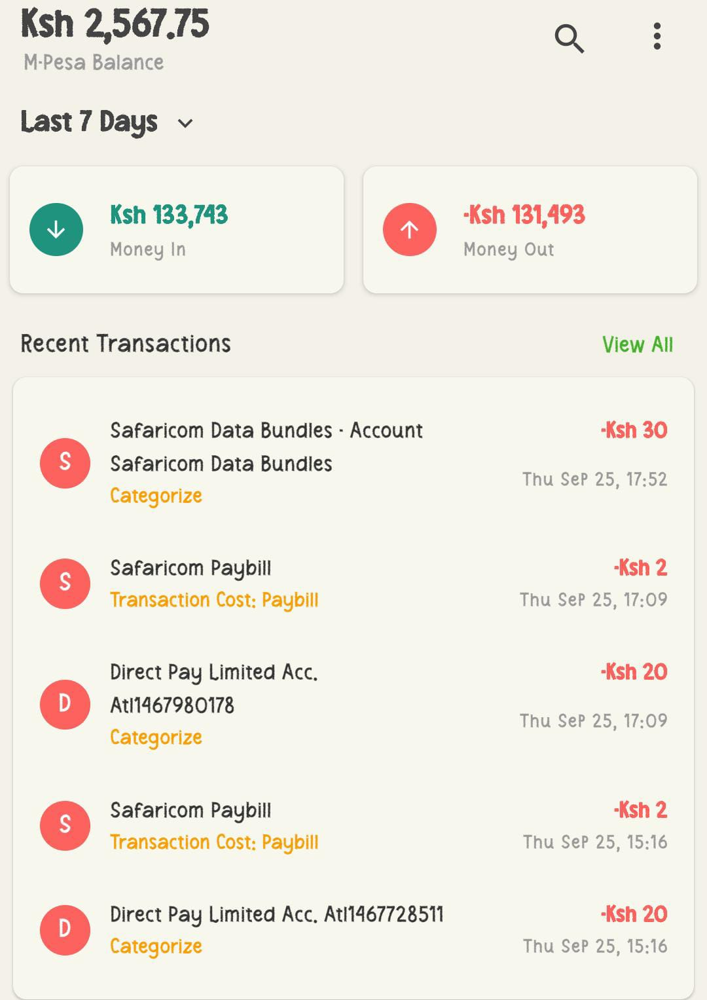 Ksh 2,567.75
M-Pesa Balance
Last 7 Days
Ksh 133,743
Money In
-Ksh 131,493
Money Out
Recent Transactions
View All
S
Safaricom Data Bundles - Account
Safaricom Data Bundles
Categorize
-Ksh 30
Thu Sep 25, 17:52
S
Safaricom Paybill
Transaction Cost: Paybill
-Ksh 2
Thu Sep 25, 17:09
D
Direct Pay Limited Acc.
Atl1467980178
Categorize
-Ksh 20
Thu Sep 25, 17:09
S
Safaricom Paybill
Transaction Cost: Paybill
-Ksh 2
Thu Sep 25, 15:16
D
Direct Pay Limited Acc. Atl1467728511
Categorize
-Ksh 20
Thu Sep 25, 15:16